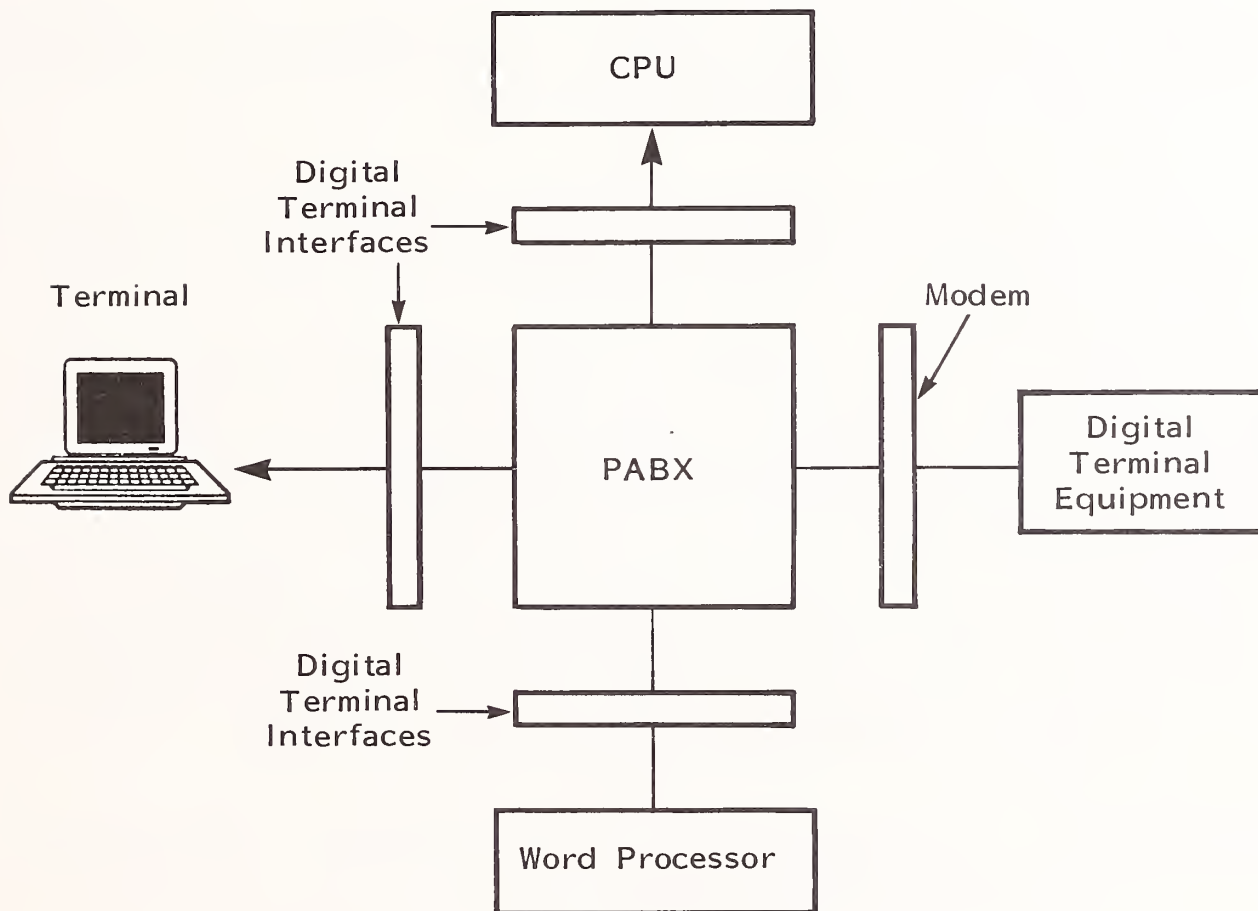 CPU
Digital
Terminal
Interfaces
Terminal
Modem
PABX
Digital
Terminal
Equipment
Digital
Terminal
Interfaces
Word Processor